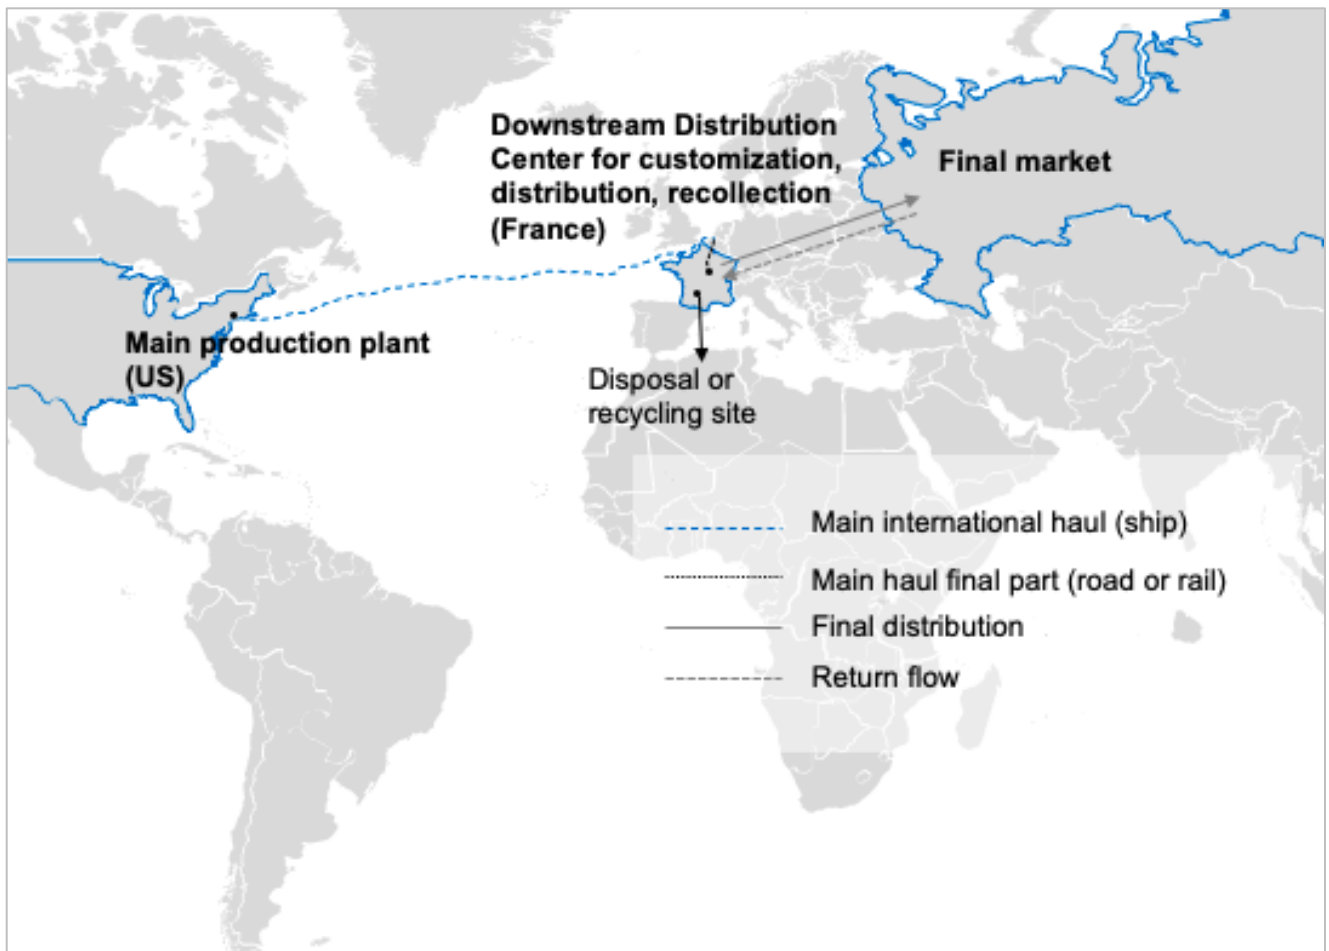 Downstream Distribution
Center for customization,
distribution, recollection
(France)
Final market
Main production plant
(US)
Disposal or
recycling site
Main international haul (ship)
Main haul final part (road or rail)
Final distribution
Return flow